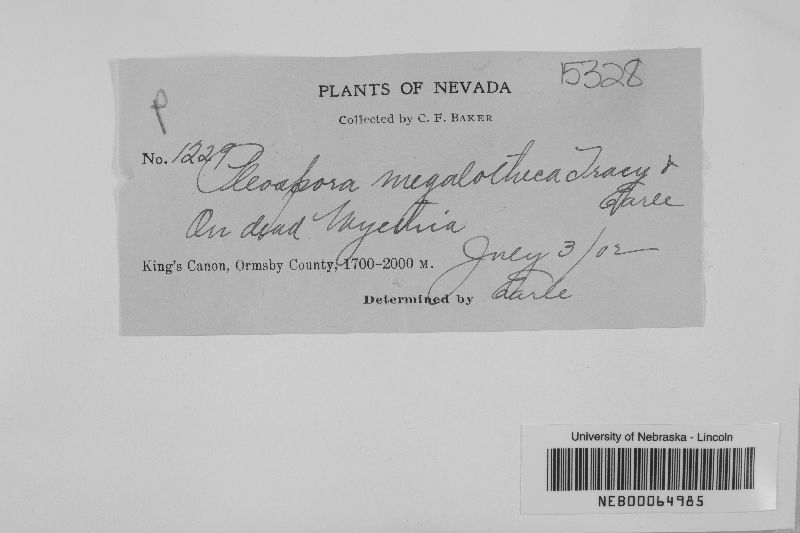 5328
PLANTS OF NEVADA
P
Collected by C. F. BAKER
No. 1229 Pleospora megalotheca Tracy &
Earle
On dead Wyethia
July 3/02
King's Canon, Ormsby County, 1700-2000 M.
Determined by Earle
University of Nebraska - Lincoln
NEB00064985